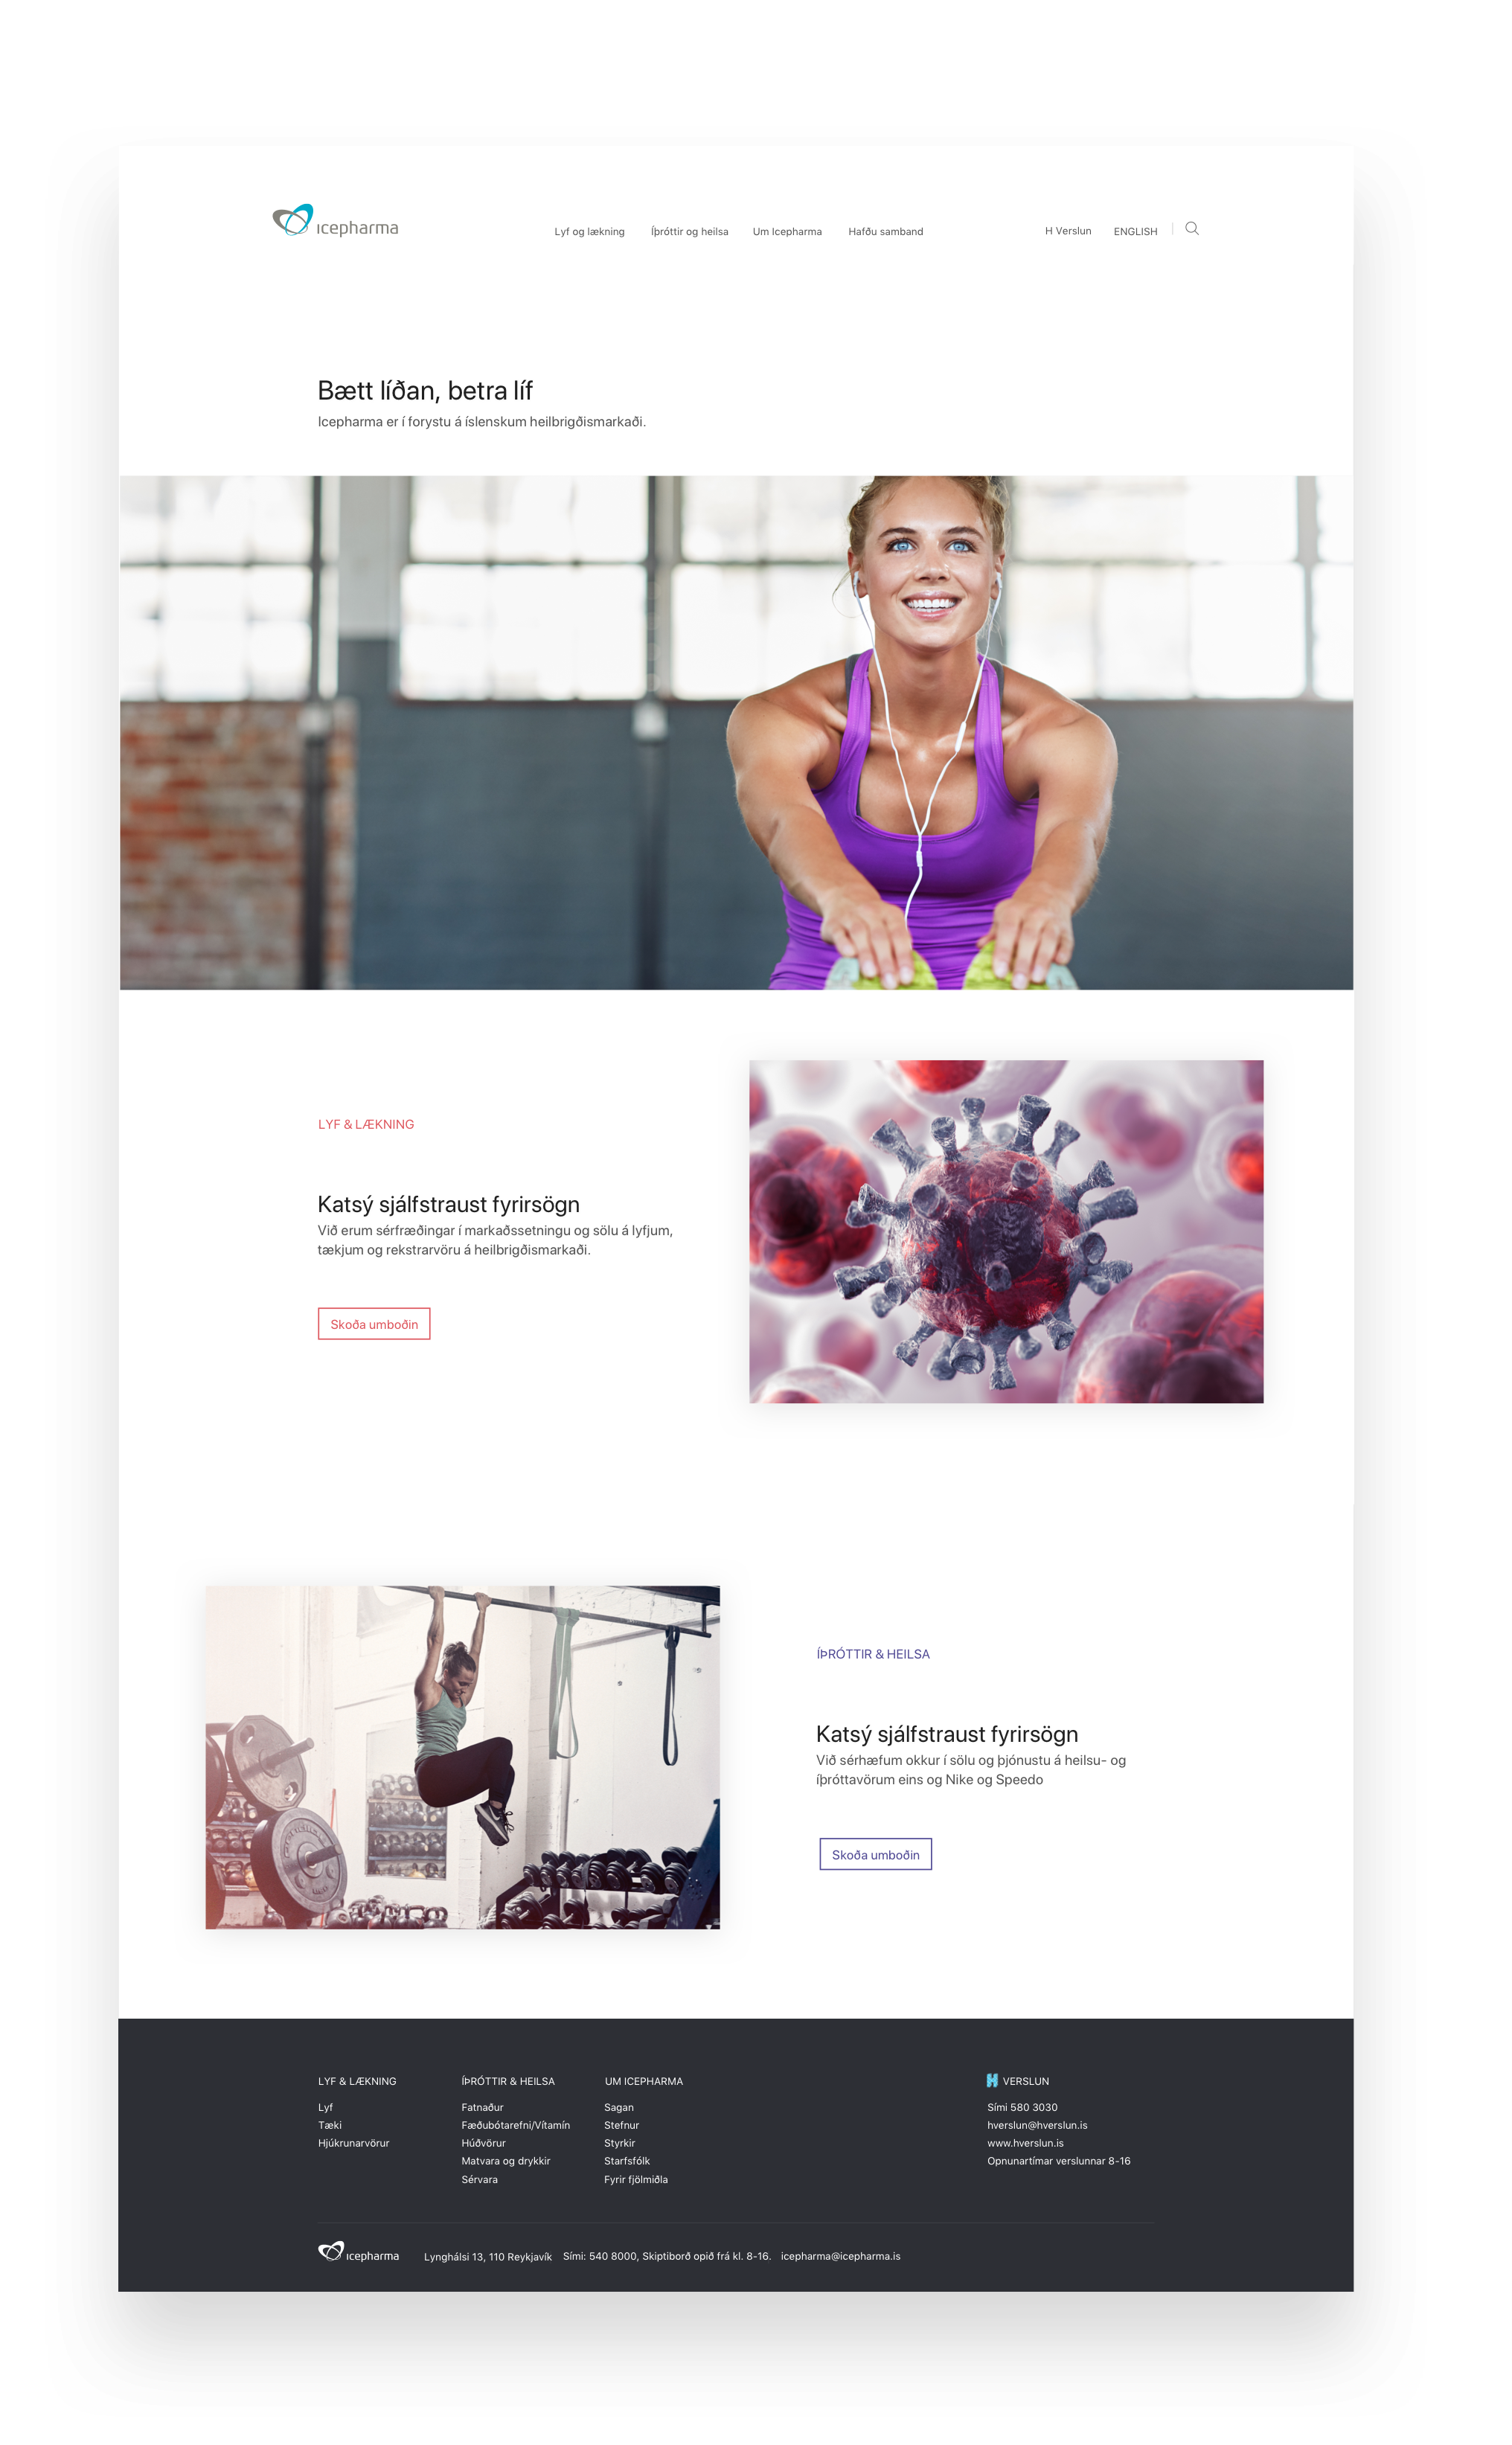 icepharma
Lyf og lækning
Íþróttir og heilsa
Um Icepharma
Hafðu samband
H Verslun
ENGLISH
Bætt líðan, betra líf
Icepharma er í forystu á íslenskum heilbrigðismarkaði.
LYF & LÆKNING
Katsý sjálfstraust fyrirsögn
Við erum sérfræðingar í markaðssetningu og sölu á lyfjum,
tækjum og rekstrarvöru á heilbrigðismarkaði.
Skoða umboðin
ÍÞRÓTTIR & HEILSA
Katsý sjálfstraust fyrirsögn
Við sérhæfum okkur í sölu og þjónustu á heilsu- og
íþróttavörum eins og Nike og Speedo
Skoða umboðin
LYF & LÆKNING
Lyf
Tæki
Hjúkrunarvörur
ÍÞRÓTTIR & HEILSA
Fatnaður
Fæðubótarefni/Vítamín
Húðvörur
Matvara og drykkir
Sérvara
UM ICEPHARMA
Sagan
Stefnur
Styrkir
Starfsfólk
Fyrir fjölmiðla
H VERSLUN
Sími 580 3030
hverslun@hverslun.is
www.hverslun.is
Opnunartímar verslunnar 8-16
icepharma
Lynghálsi 13, 110 Reykjavík
Sími: 540 8000, Skiptiborð opið frá kl. 8-16.
icepharma@icepharma.is